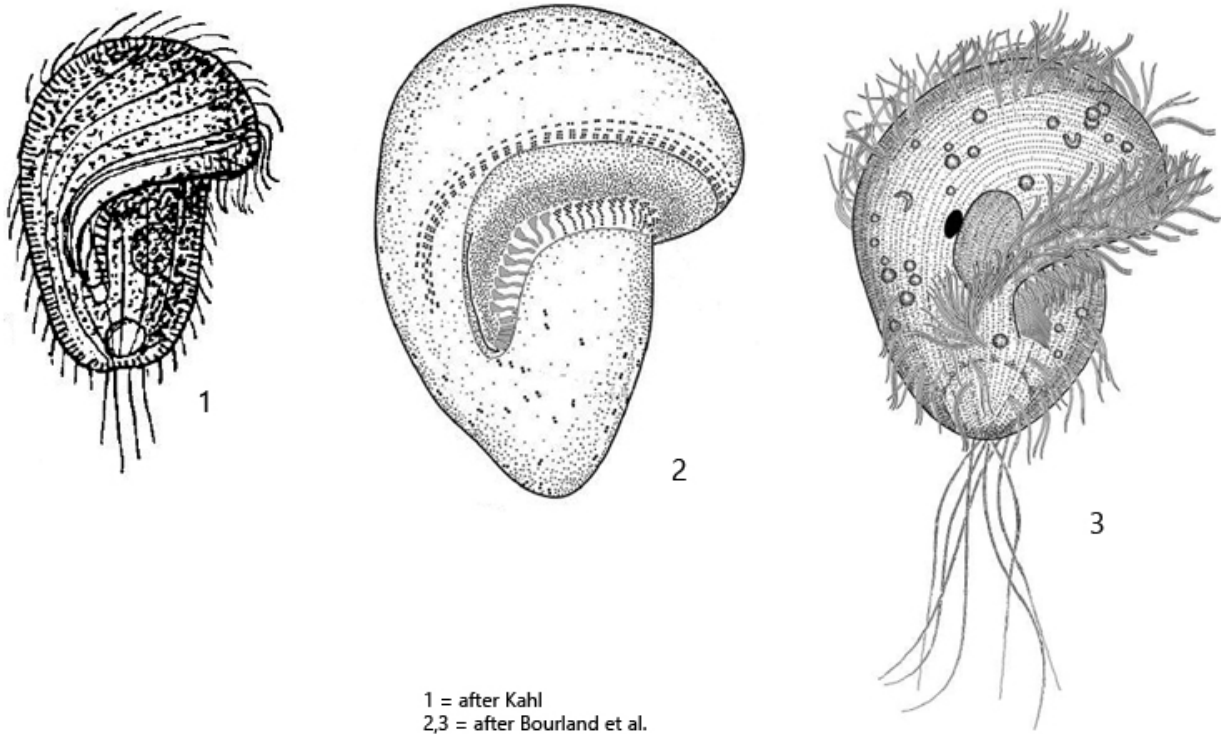 1
2
3
1 = after Kahl
2,3 = after Bourland et al.